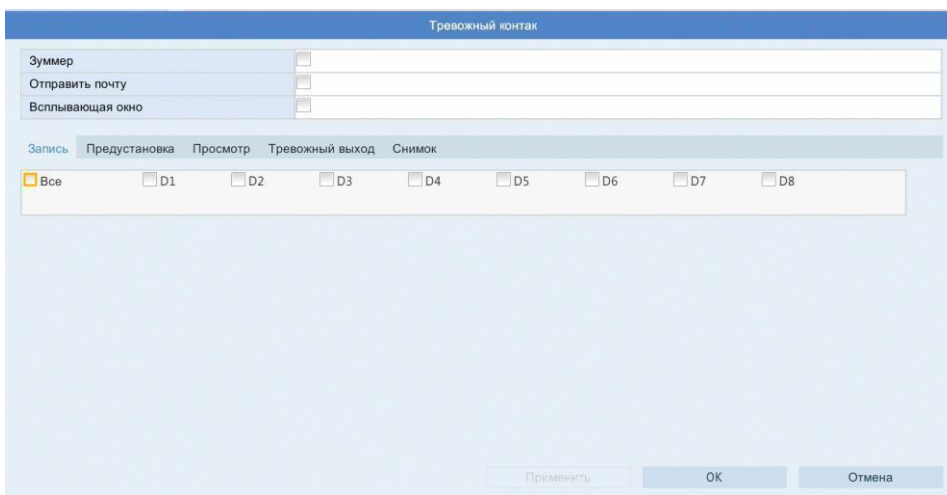 Тревожный контак
Зуммер
Отправить почту
Всплывающая окно
Запись Предустановка Просмотр Тревожный выход Снимок
Все D1 D2 D3 D4 D5 D6 D7 D8
Применить OK Отмена